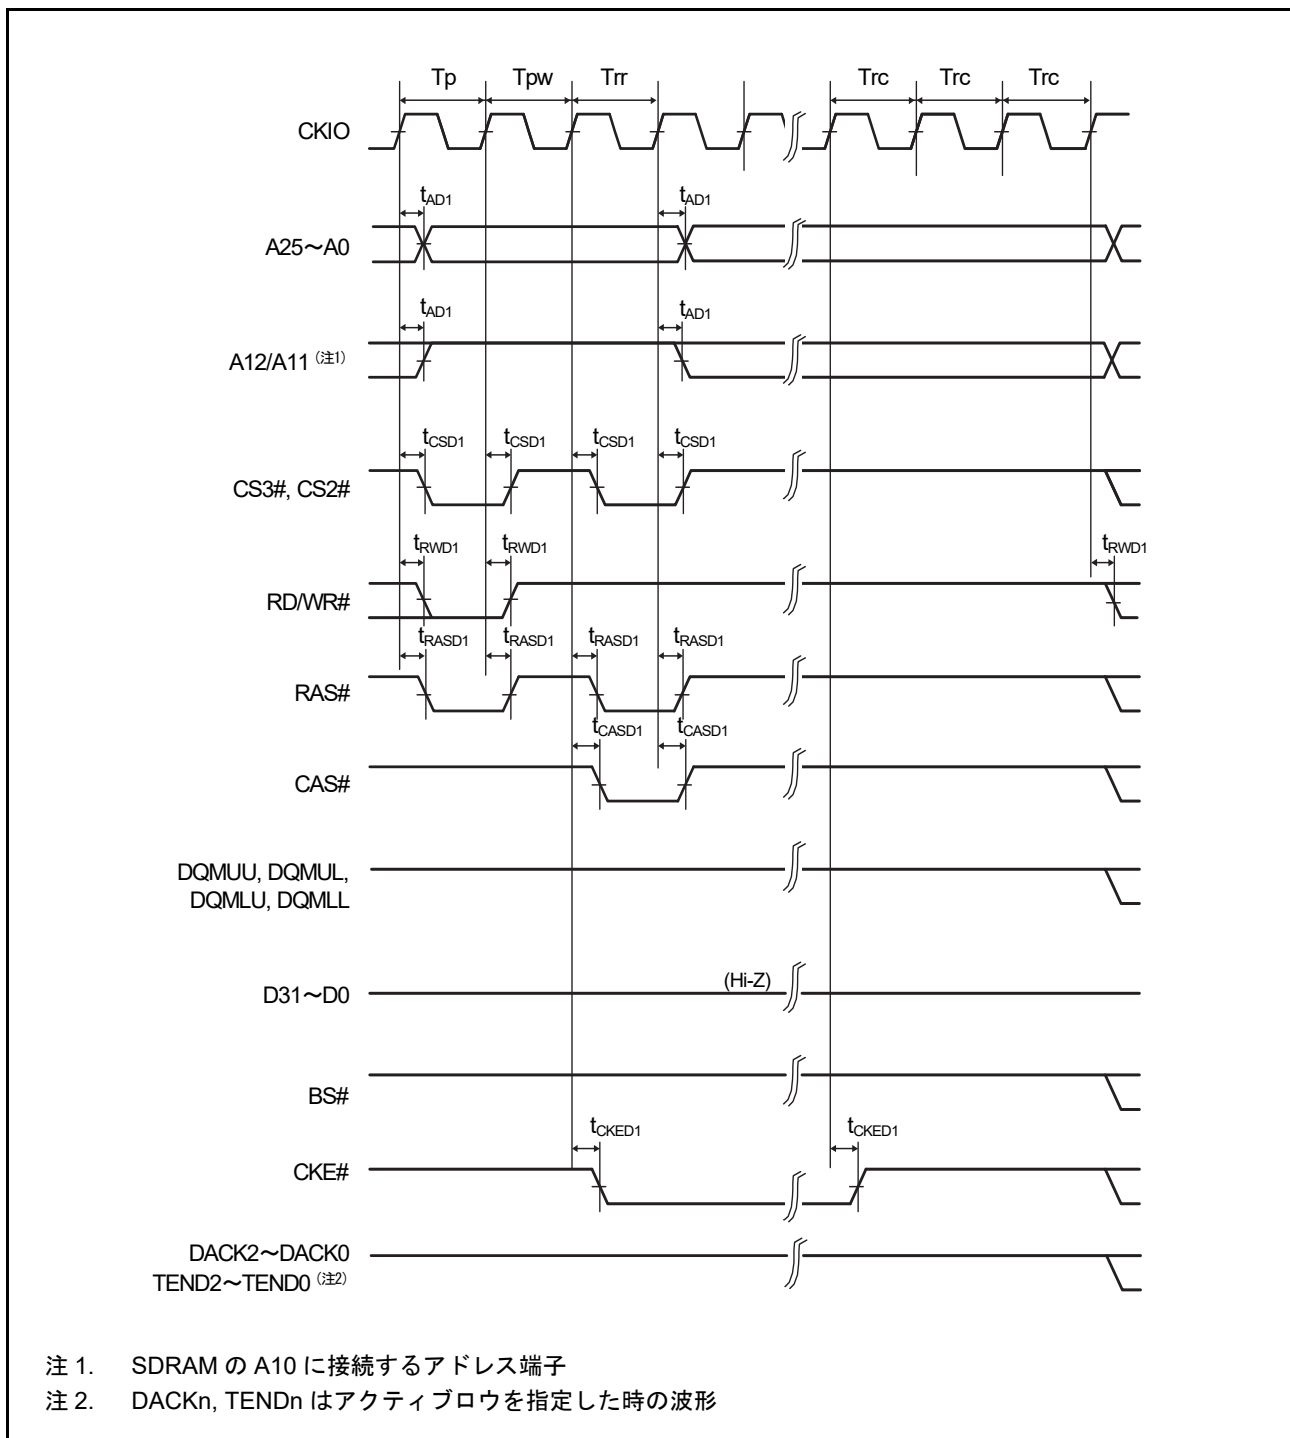 Tp Tpw Trr Trc Trc Trc
CKIO
tAD1 tAD1
A25～A0
tAD1 tAD1
A12/A11 (注1)
tCSD1 tCSD1 tCSD1 tCSD1
CS3#, CS2#
tRWD1 tRWD1 tRWD1
RD/WR#
tRASD1 tRASD1 tRASD1 tRASD1
RAS#
tCASD1 tCASD1
CAS#
DQMUU, DQMUL,
DQMLU, DQMLL
(Hi-Z)
D31～D0
BS#
tCKED1 tCKED1
CKE#
DACK2～DACK0
TEND2～TEND0 (注2)
注 1. SDRAM の A10 に接続するアドレス端子
注 2. DACKn, TENDn はアクティブロウを指定した時の波形